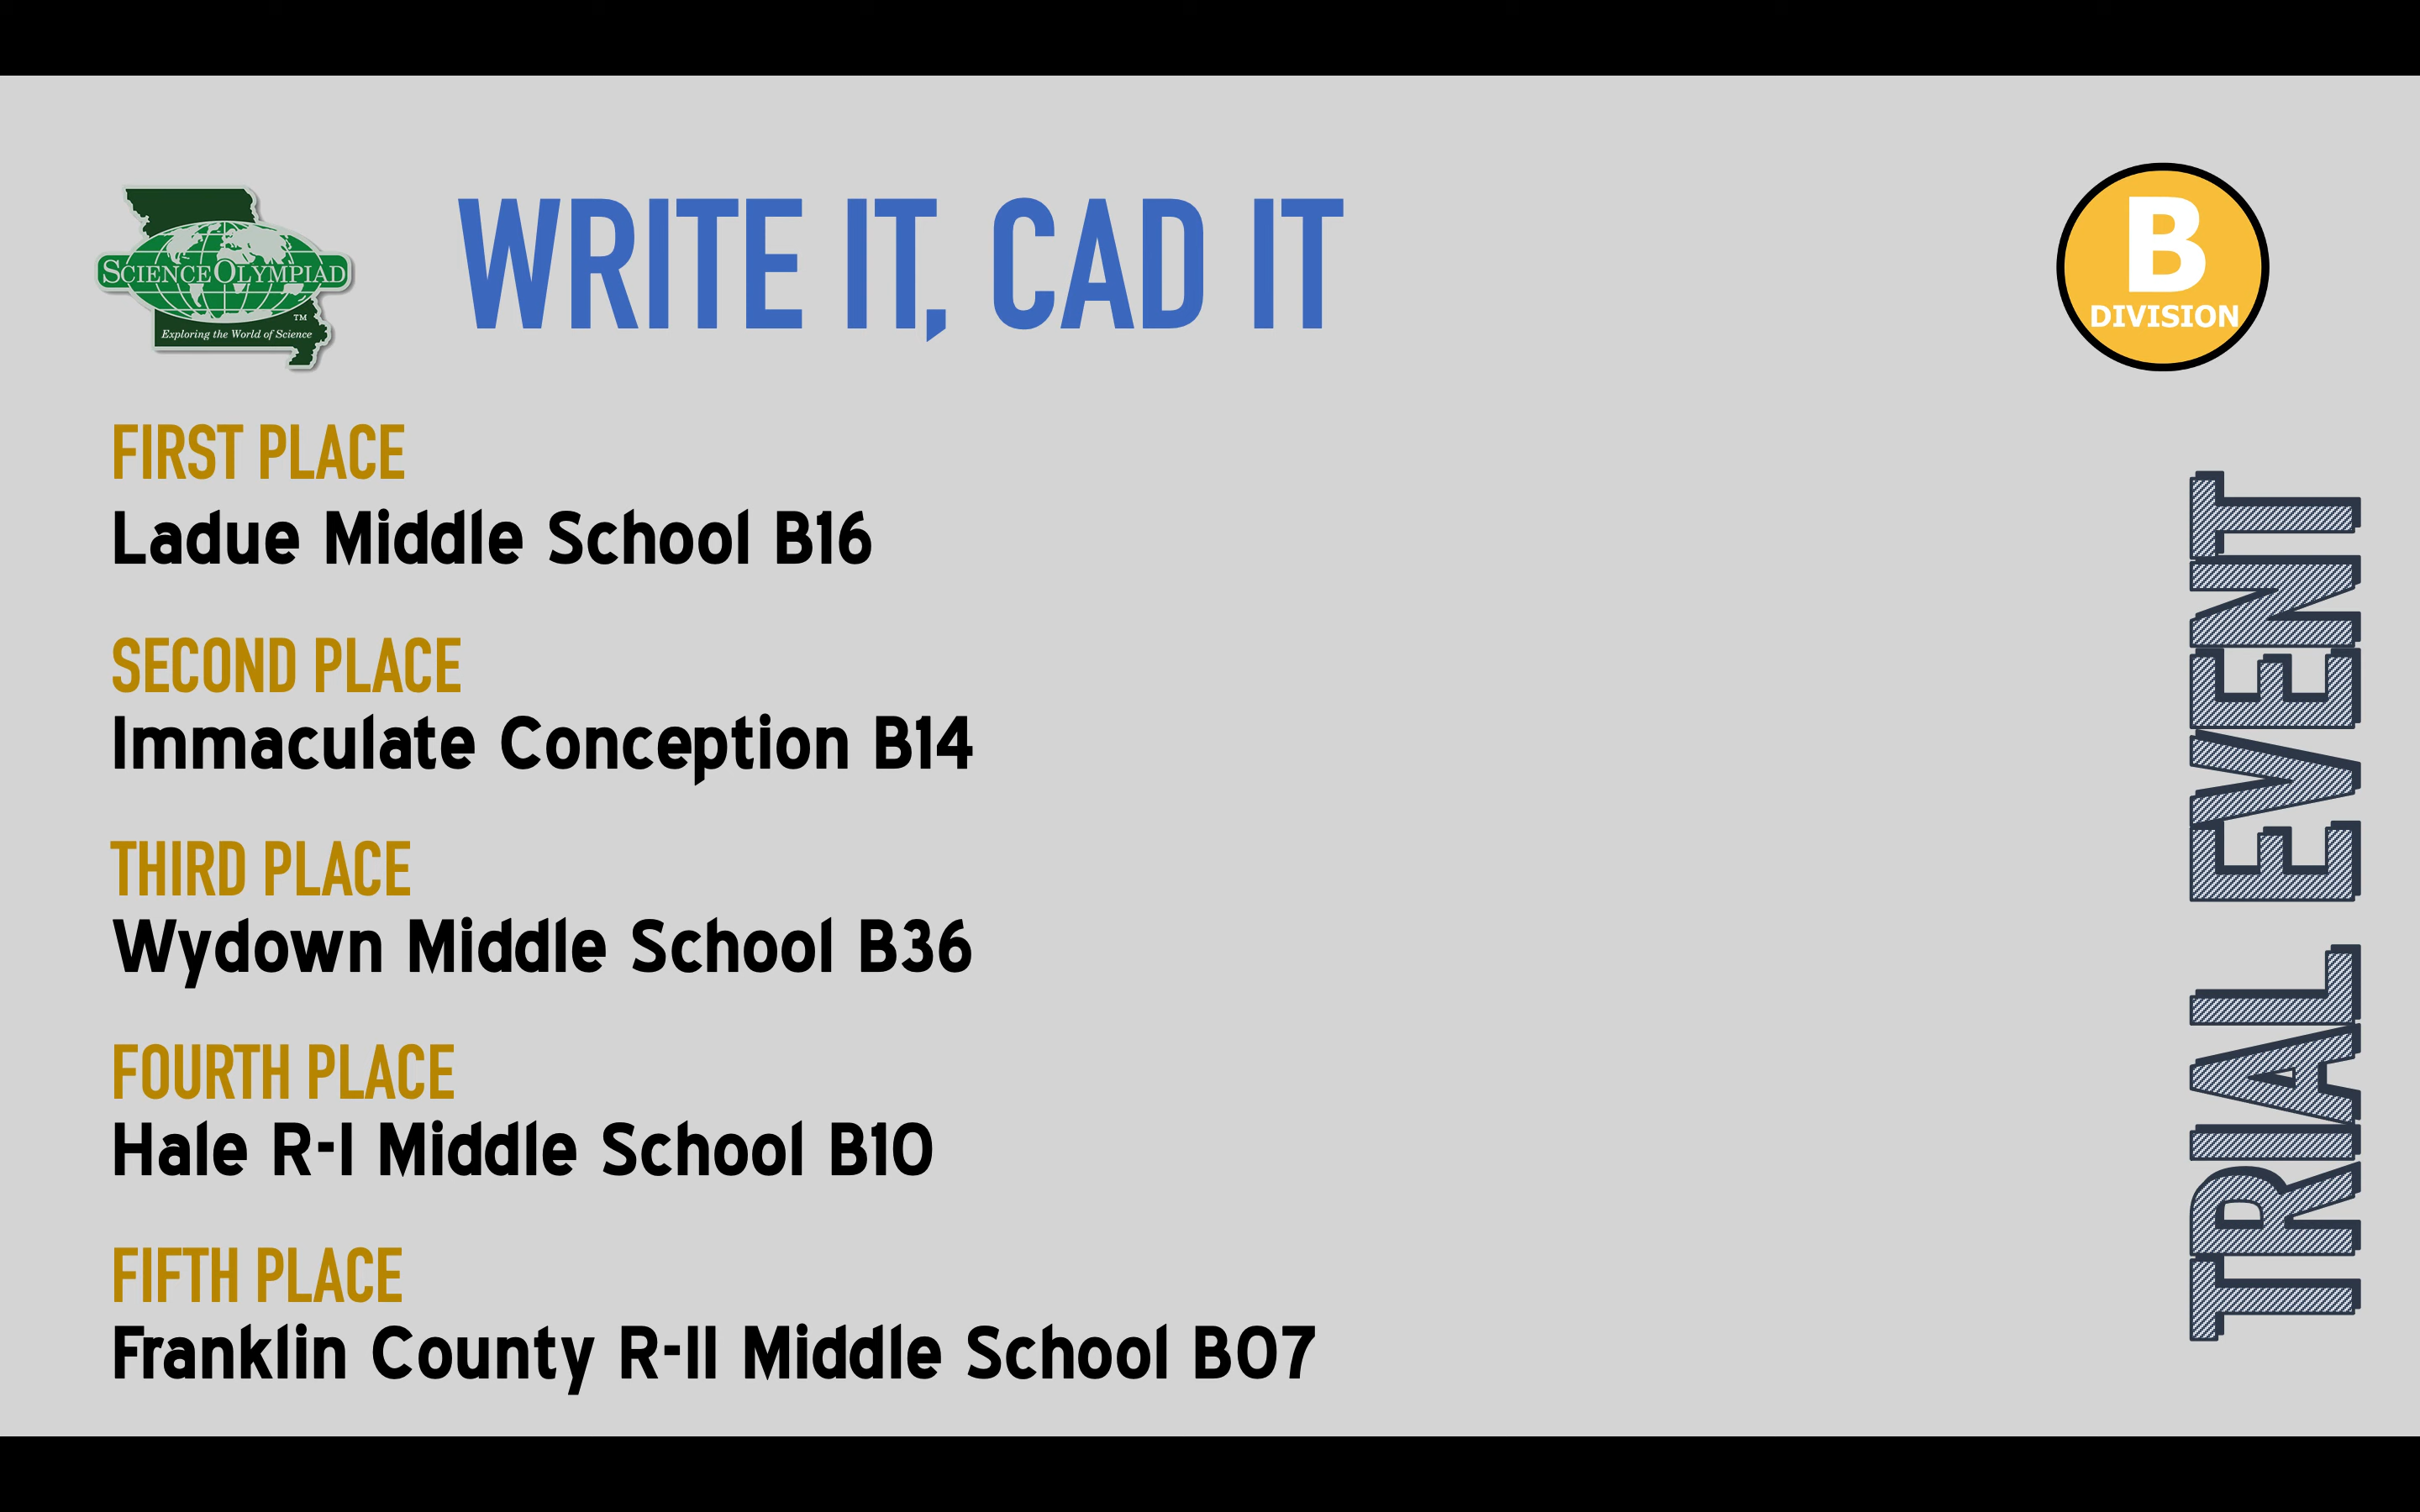 SCIENCE OLYMPIAD
TM
Exploring the World of Science
WRITE IT, CAD IT
B
DIVISION
FIRST PLACE
Ladue Middle School B16
SECOND PLACE
Immaculate Conception B14
THIRD PLACE
Wydown Middle School B36
FOURTH PLACE
Hale R-I Middle School B10
FIFTH PLACE
Franklin County R-II Middle School B07
TRIAL EVENT